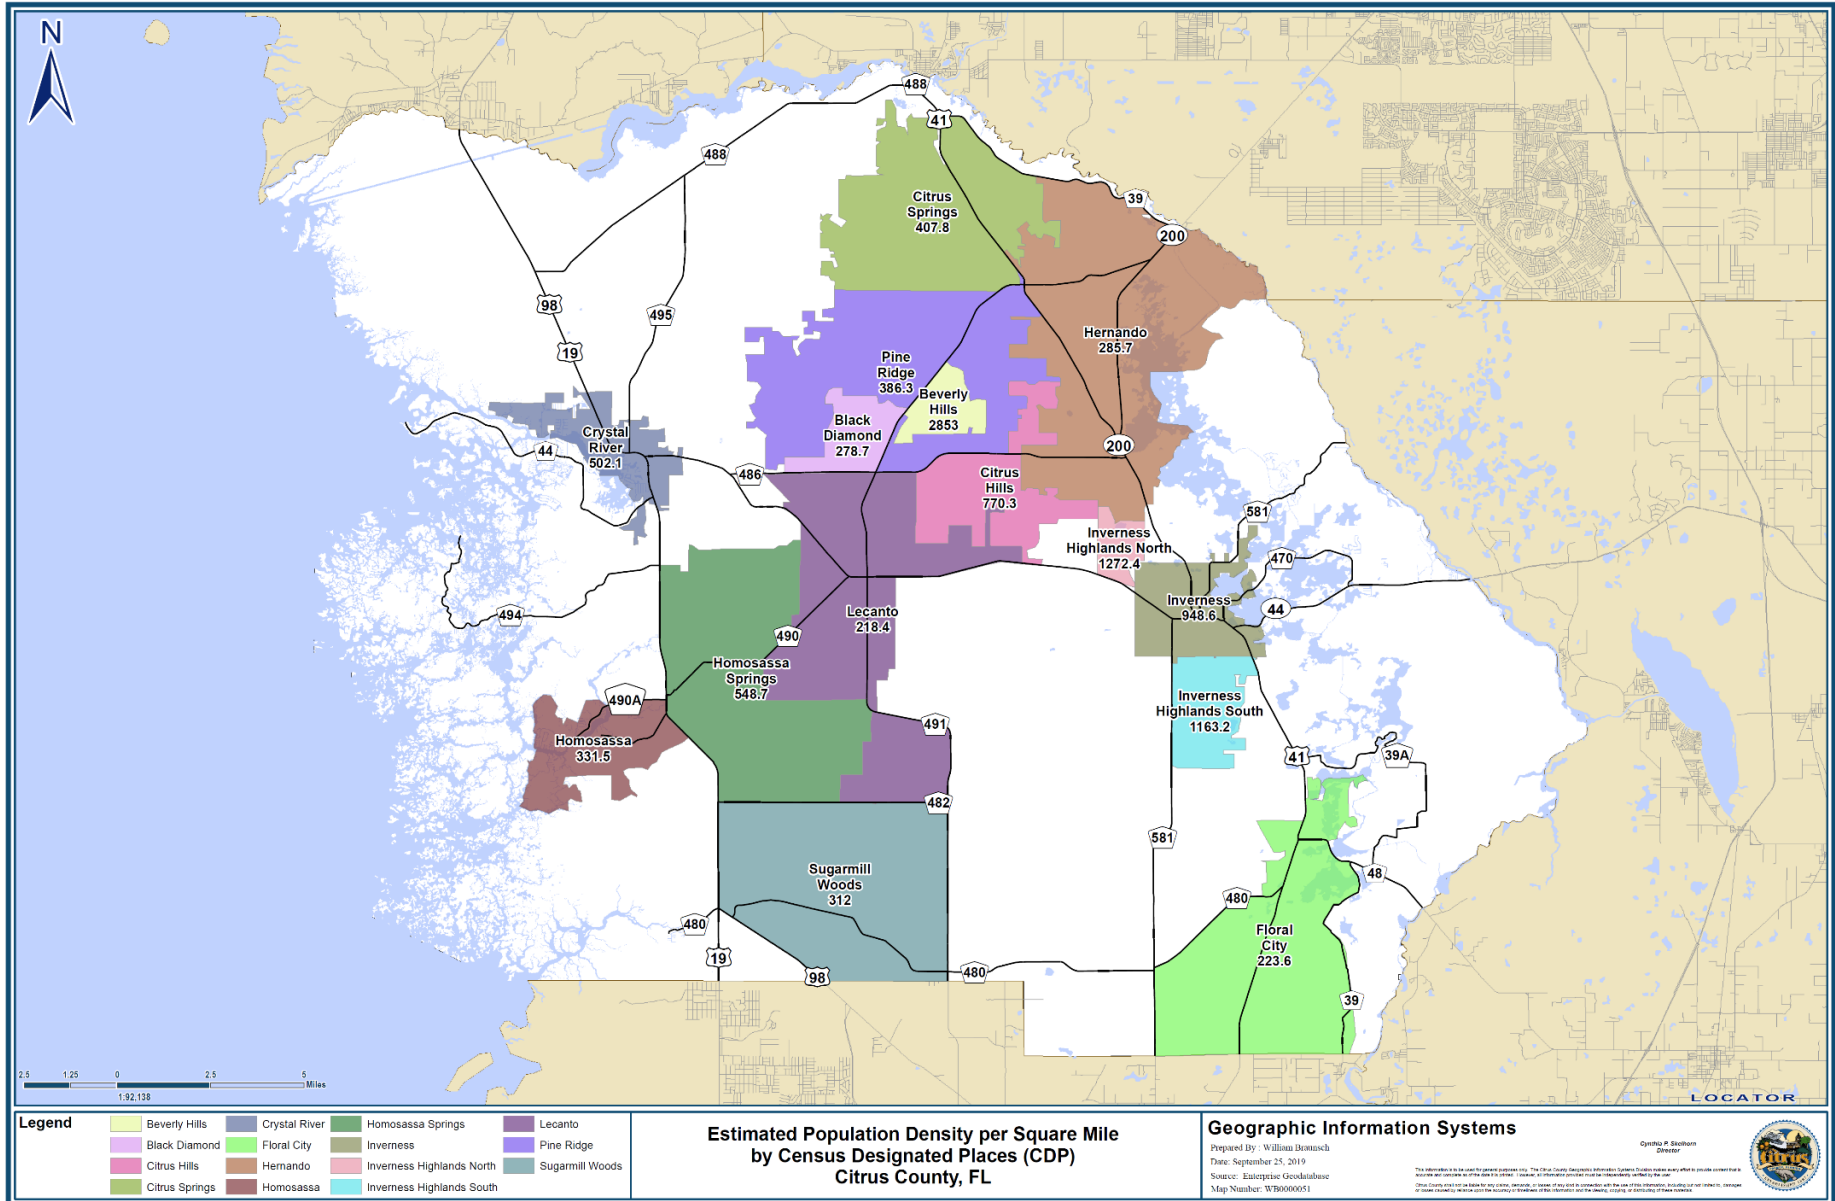 N
488
41
488
39
200
Citrus
Springs
407.8
98
495
19
Hernando
285.7
Pine
Ridge
386.3
Beverly
Hills
2853
Black
Diamond
278.7
Crystal
River
502.1
44
200
486
Citrus
Hills
770.3
581
Inverness
Highlands North
1272.4
470
Inverness
948.6
44
494
Lecanto
218.4
490
Homosassa
Springs
548.7
490A
Inverness
Highlands South
1163.2
491
Homosassa
331.5
41
39A
482
581
48
Sugarmill
Woods
312
480
480
Floral
City
223.6
19
98
480
39
2.5 1.25 0 2.5 5
Miles
1:92,138
LOCATOR
Legend
Beverly Hills
Black Diamond
Citrus Hills
Citrus Springs
Crystal River
Floral City
Hernando
Homosassa
Homosassa Springs
Inverness
Inverness Highlands North
Inverness Highlands South
Lecanto
Pine Ridge
Sugarmill Woods
Estimated Population Density per Square Mile
by Census Designated Places (CDP)
Citrus County, FL
Geographic Information Systems
Prepared By : William Braunsch
Date: September 25, 2019
Source: Enterprise Geodatabase
Map Number: WB0000051
Cynthia P. Skelhorn
Director
Citrus